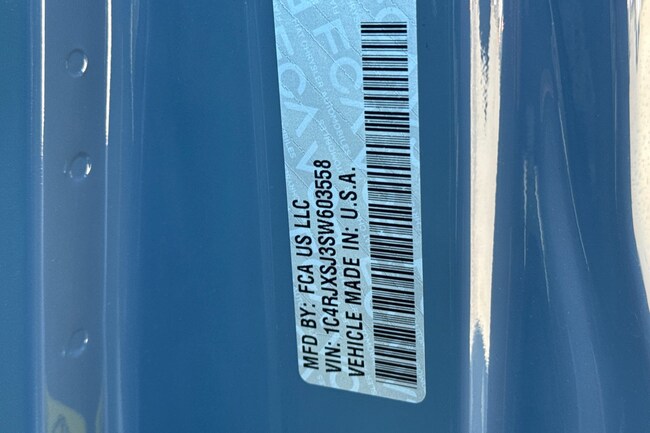 MFD BY: FCA US LLC
VIN: 1C4RJXSJ3SW603558
VEHICLE MADE IN: U.S.A.